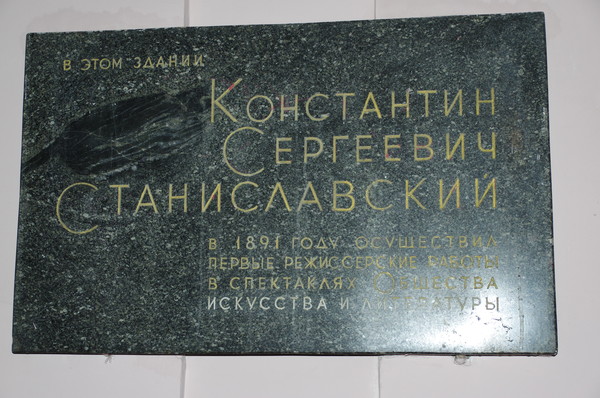 В ЭТОМ ЗДАНИИ
КОНСТАНТИН
СЕРГЕЕВИЧ
СТАНИСЛАВСКИЙ
В 1891 ГОДУ ОСУЩЕСТВИЛ
ПЕРВЫЕ РЕЖИССЕРСКИЕ РАБОТЫ
В СПЕКТАКЛЯХ ОБЩЕСТВА
ИСКУССТВА И ЛИТЕРАТУРЫ